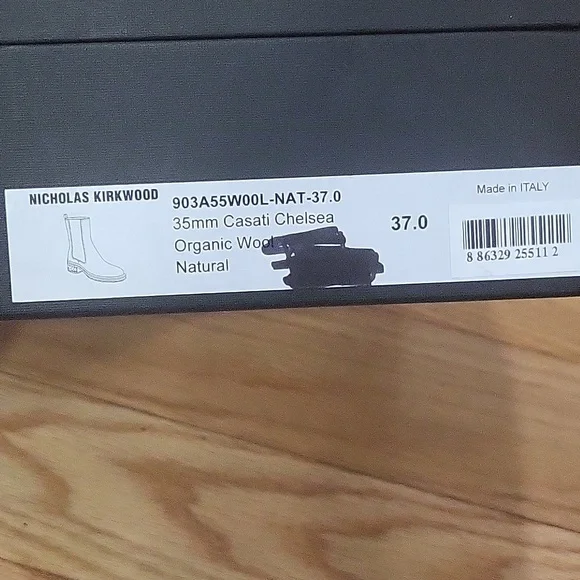 NICHOLAS KIRKWOOD
903A55W00L-NAT-37.0
35mm Casati Chelsea
Organic Wool
Natural
37.0
Made in ITALY
8 86329 25511 2